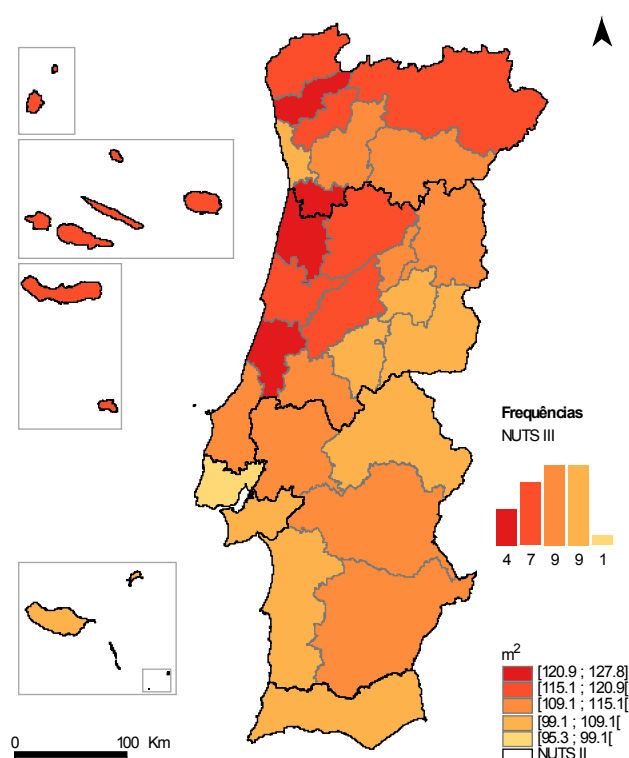 Frequências
NUTS III
4 7 9 9 1
m²
[120.9 ; 127.8]
[115.1 ; 120.9[
[109.1 ; 115.1[
[99.1 ; 109.1[
[95.3 ; 99.1[
NUTS II
0 100 Km